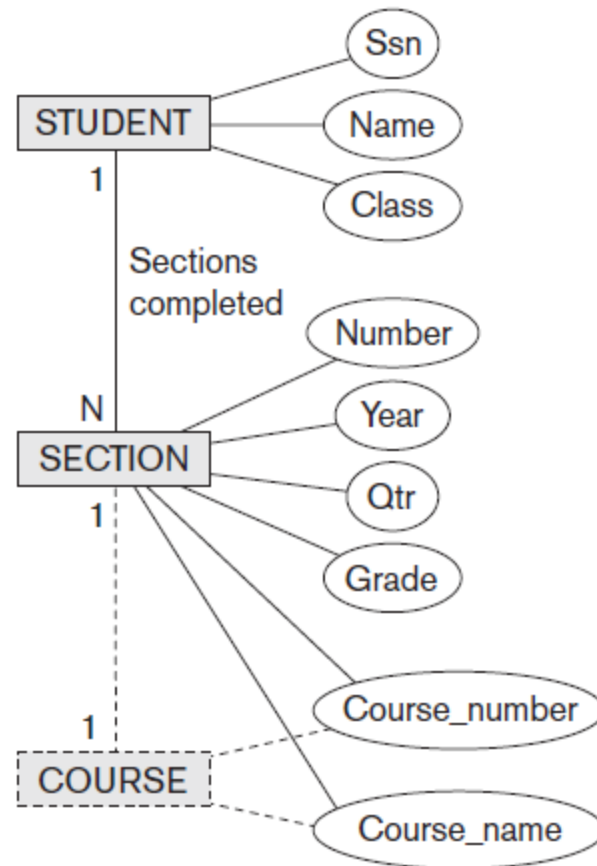 Ssn
STUDENT
Name
1
Class
Sections
completed
Number
N
Year
SECTION
1
Qtr
Grade
Course_number
1
COURSE
Course_name